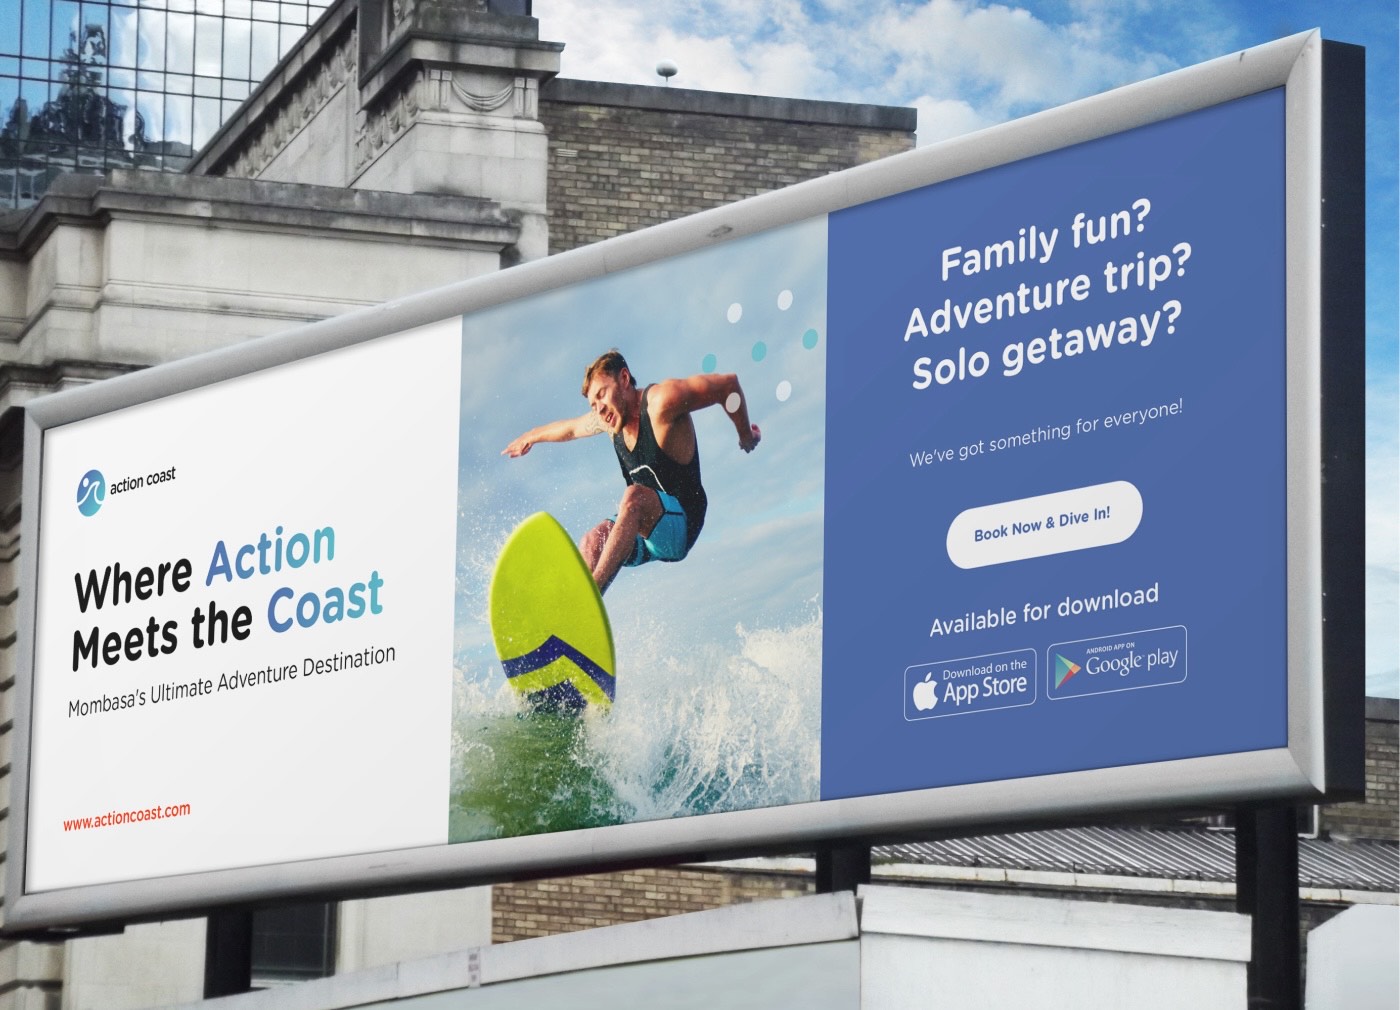 action coast
Where Action
Meets the Coast
Mombasa's Ultimate Adventure Destination
www.actioncoast.com
Family fun?
Adventure trip?
Solo getaway?
We've got something for everyone!
Book Now & Dive In!
Available for download
Download on the
App Store
ANDROID APP ON
Google play